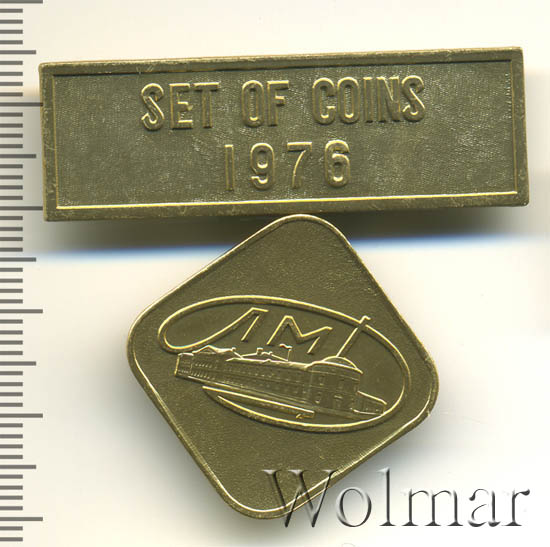 SET OF COINS
1976
ЛМД
Wolmar